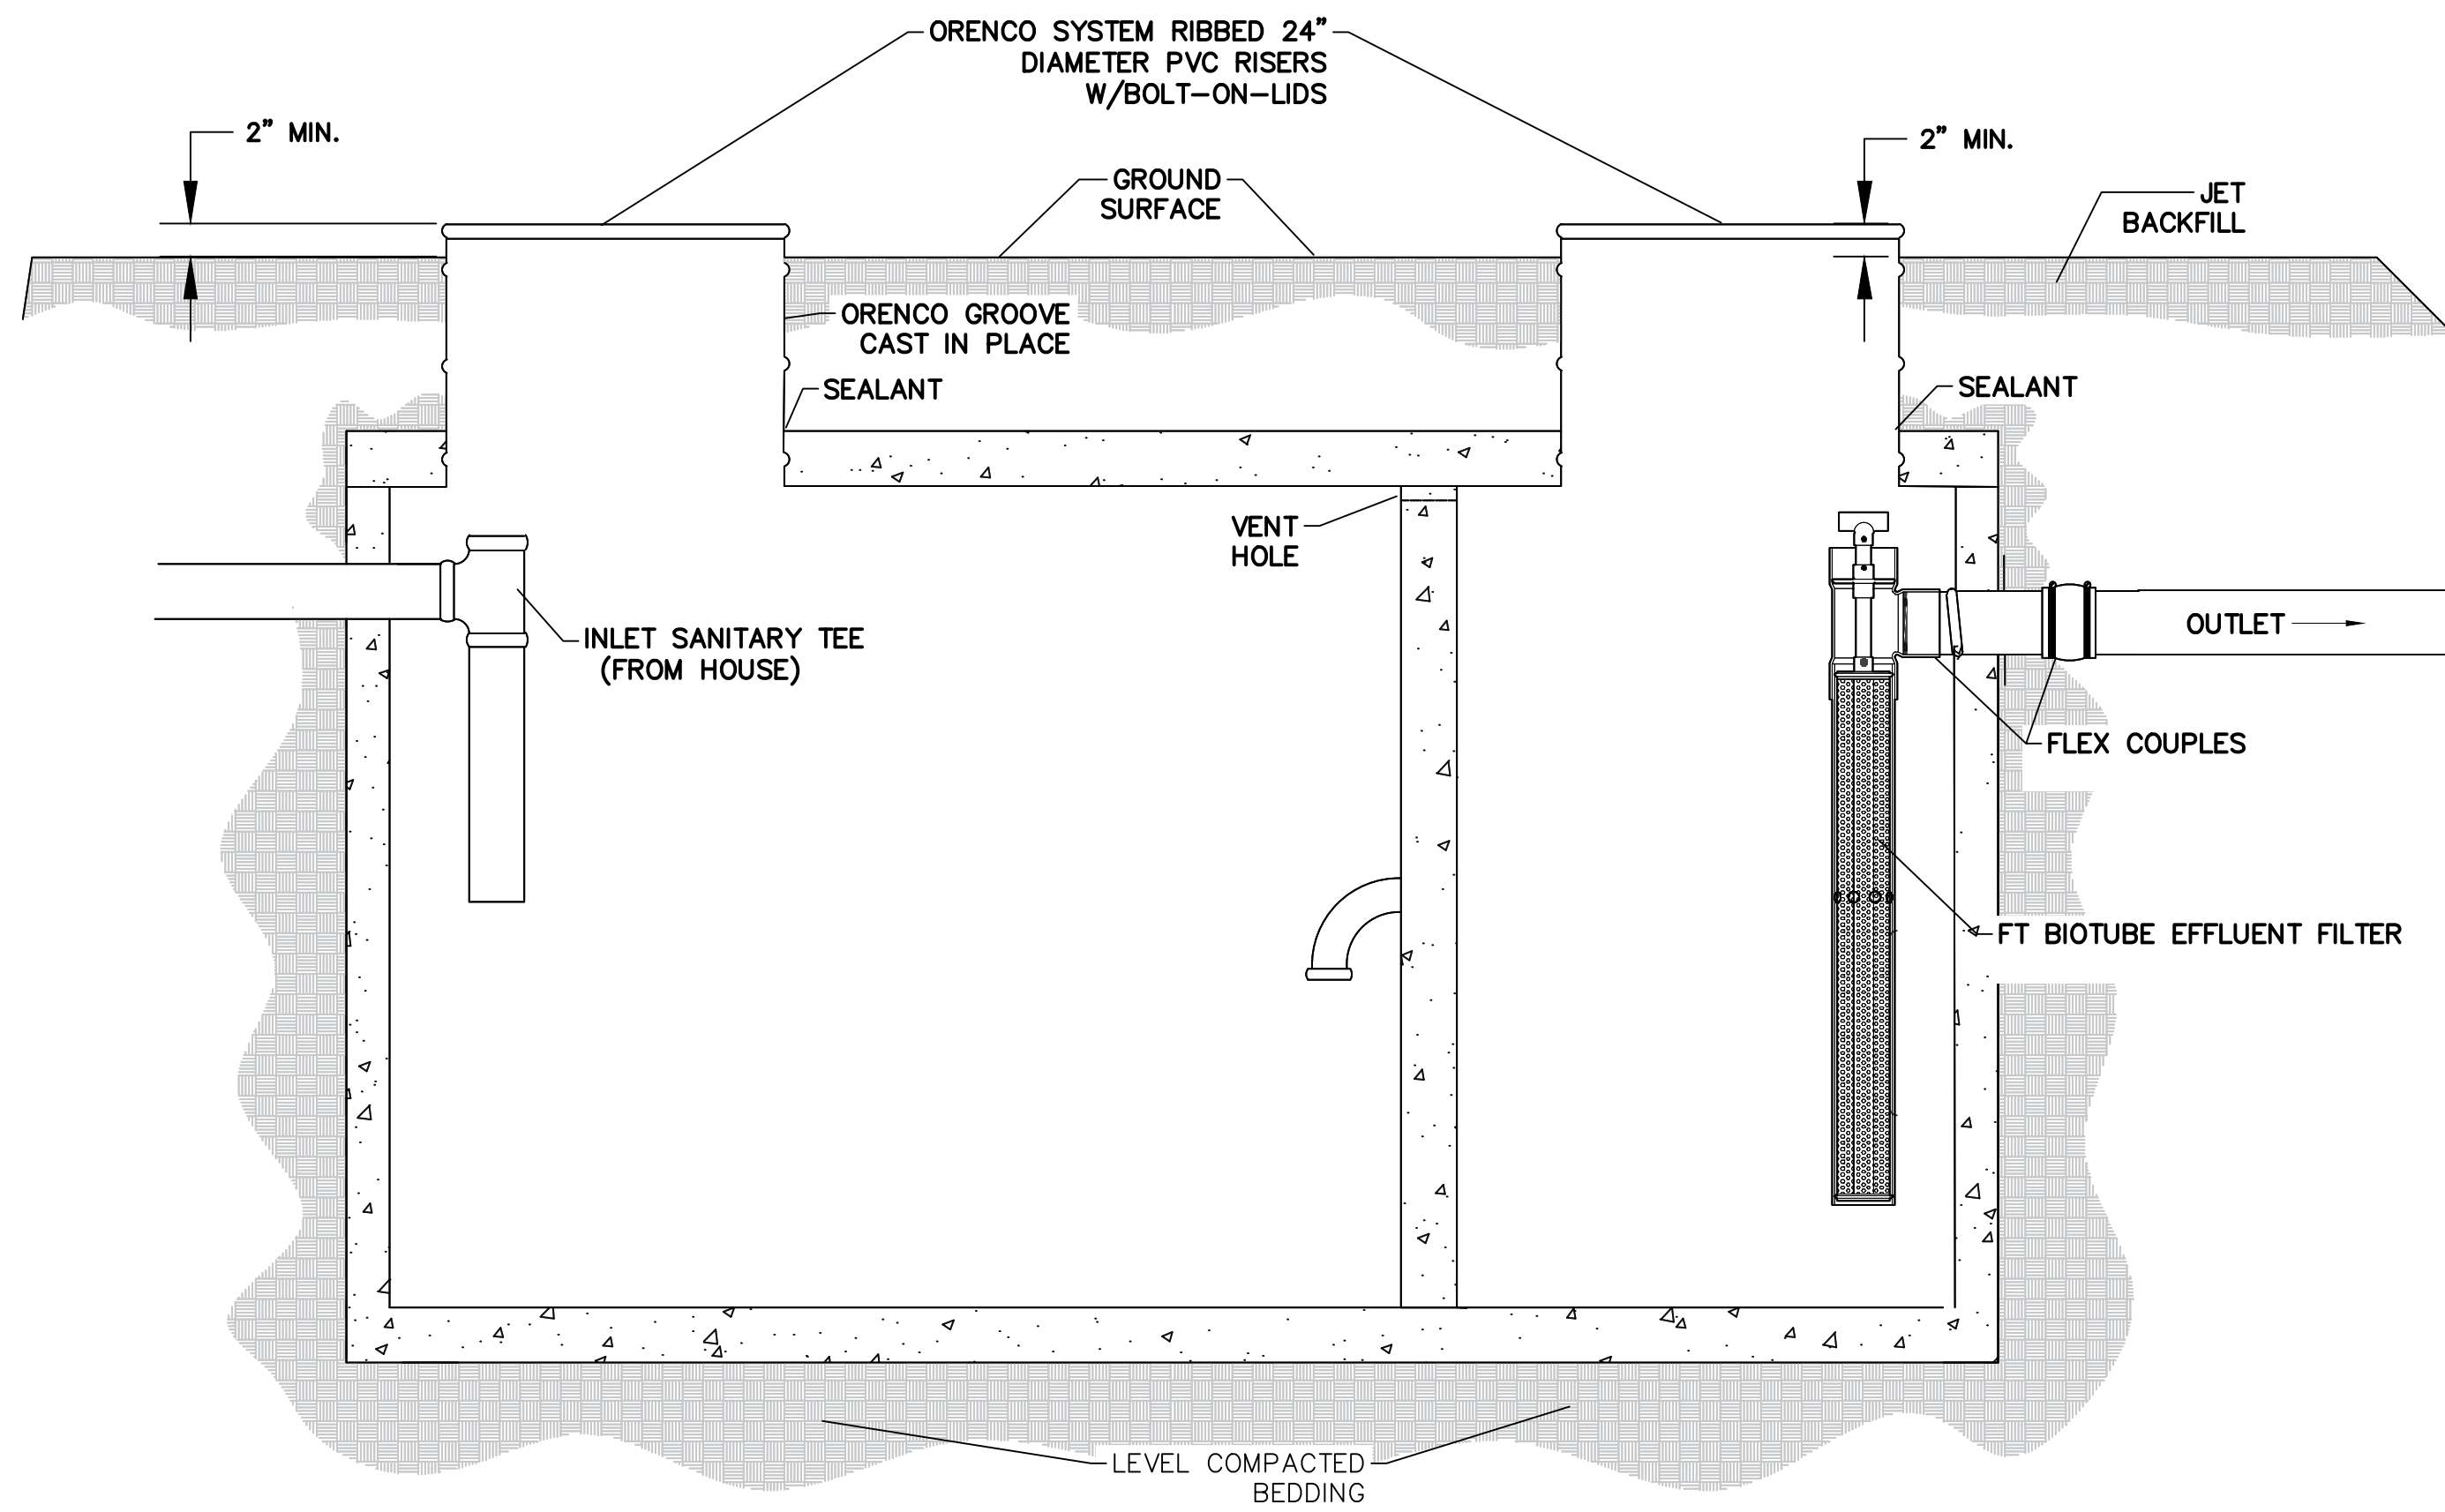 ORENCO SYSTEM RIBBED 24"
DIAMETER PVC RISERS
W/BOLT-ON-LIDS
2" MIN.
2" MIN.
GROUND
SURFACE
JET
BACKFILL
ORENCO GROOVE
CAST IN PLACE
SEALANT
SEALANT
VENT
HOLE
INLET SANITARY TEE
(FROM HOUSE)
OUTLET
FLEX COUPLES
FT BIOTUBE EFFLUENT FILTER
LEVEL COMPACTED
BEDDING